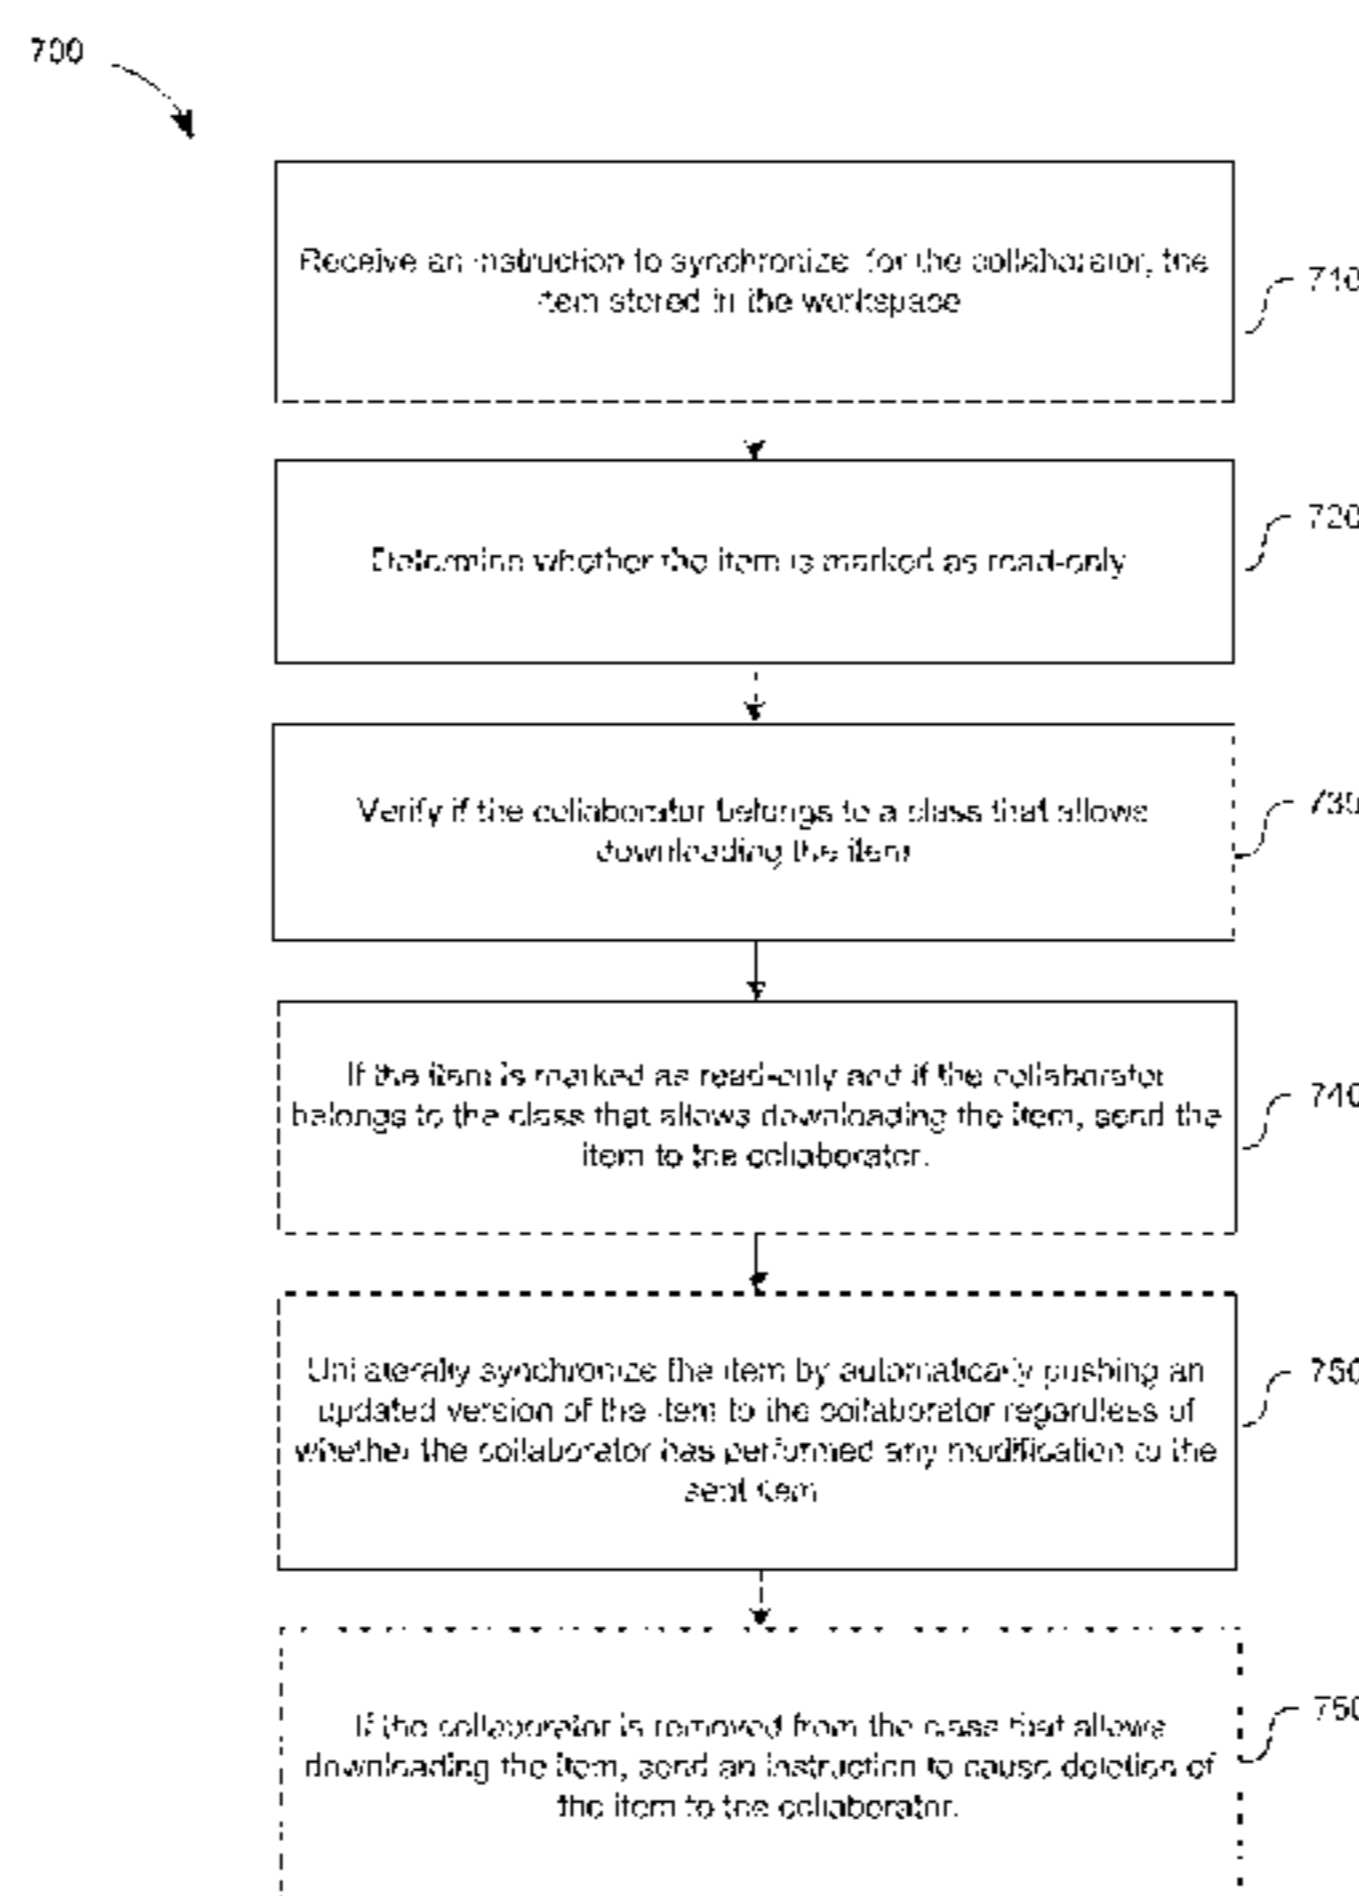 700
Receive an instruction to synchronize, for the collaborator, the
item stored in the workspace
710
720
Determine whether the item is marked as read-only
Verify if the collaborator belongs to a class that allows
downloading the item
730
If the item is marked as read-only and if the collaborator
belongs to the class that allows downloading the item, send the
item to the collaborator.
740
Unilaterally synchronize the item by automatically pushing an
updated version of the item to the collaborator regardless of
whether the collaborator has performed any modification to the
sent item
750
If the collaborator is removed from the class that allows
downloading the item, send an instruction to cause deletion of
the item to the collaborator.